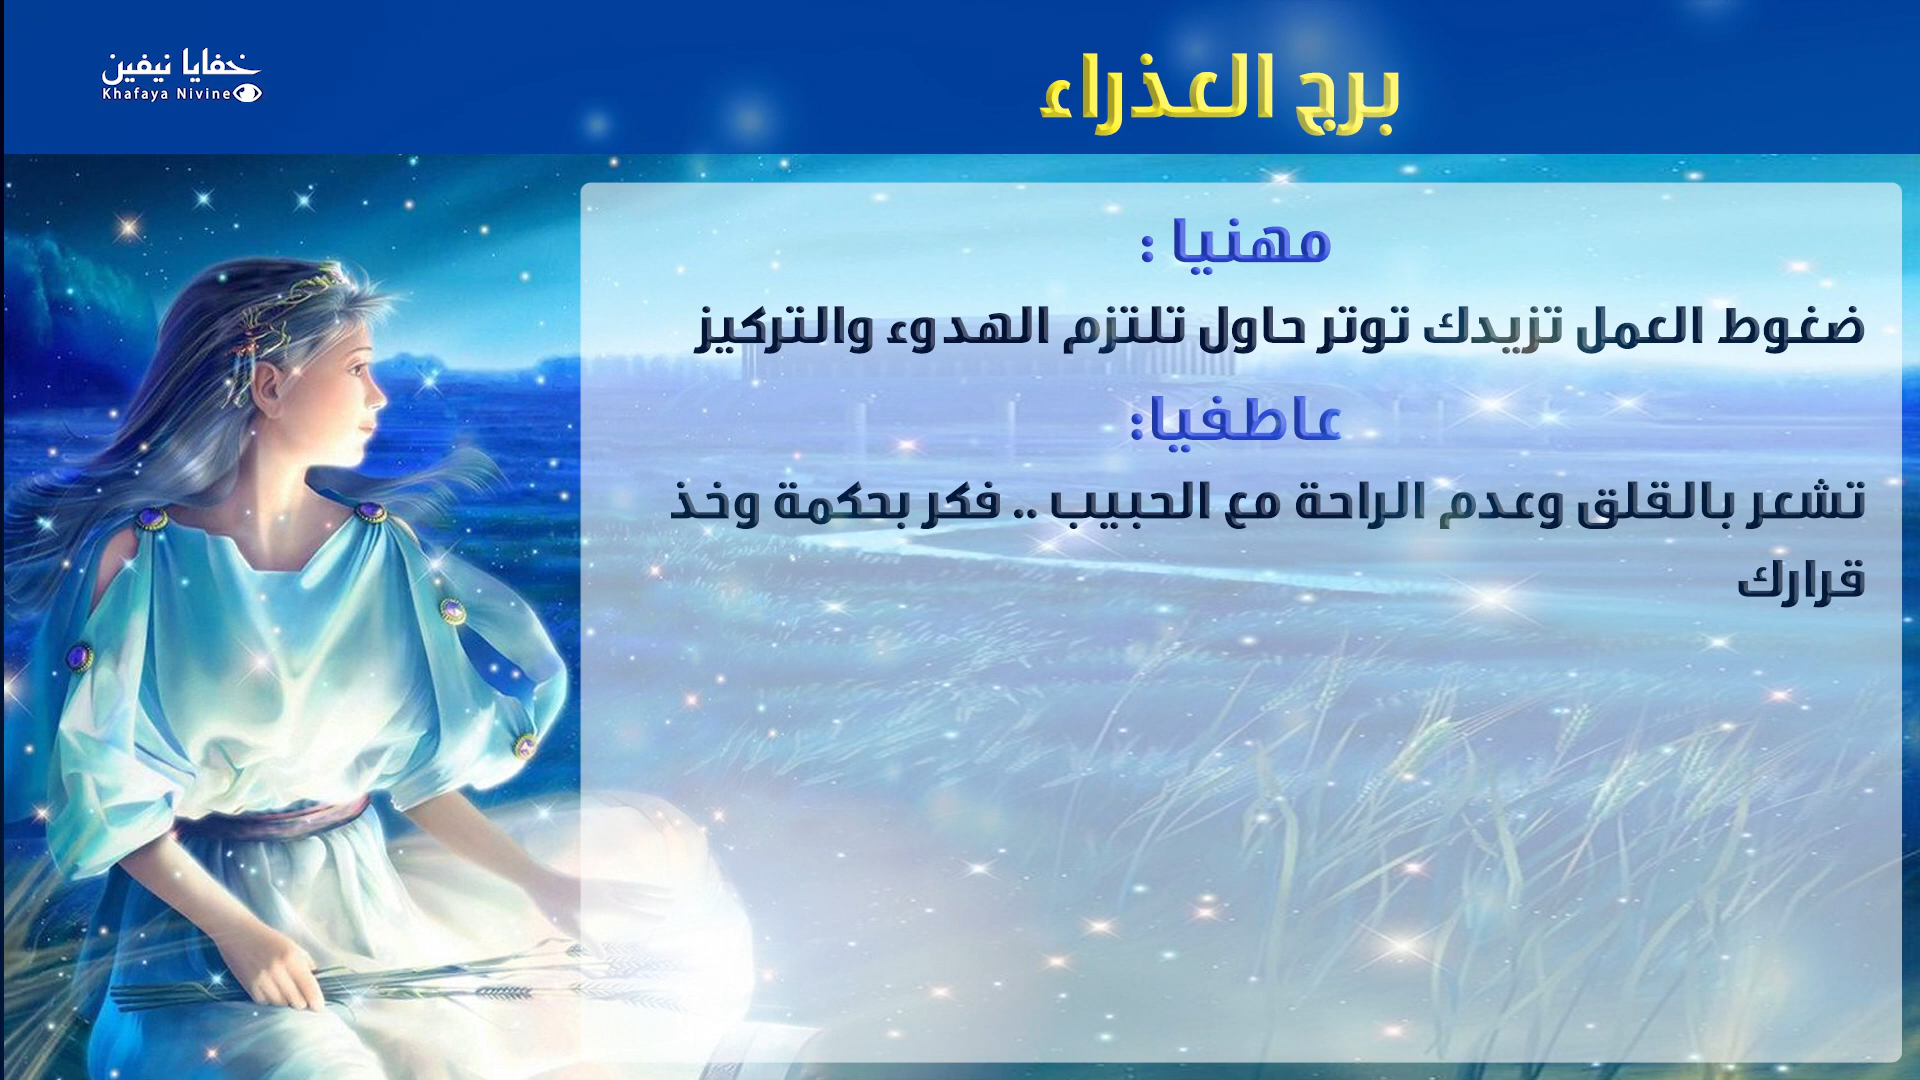 خفايا نيفين
Khafaya Nivine
برج العذراء
مهنيا :
ضغوط العمل تزيدك توتر حاول تلتزم الهدوء والتركيز
عاطفيا:
تشعر بالقلق وعدم الراحة مع الحبيب .. فكر بحكمة وخذ
قرارك